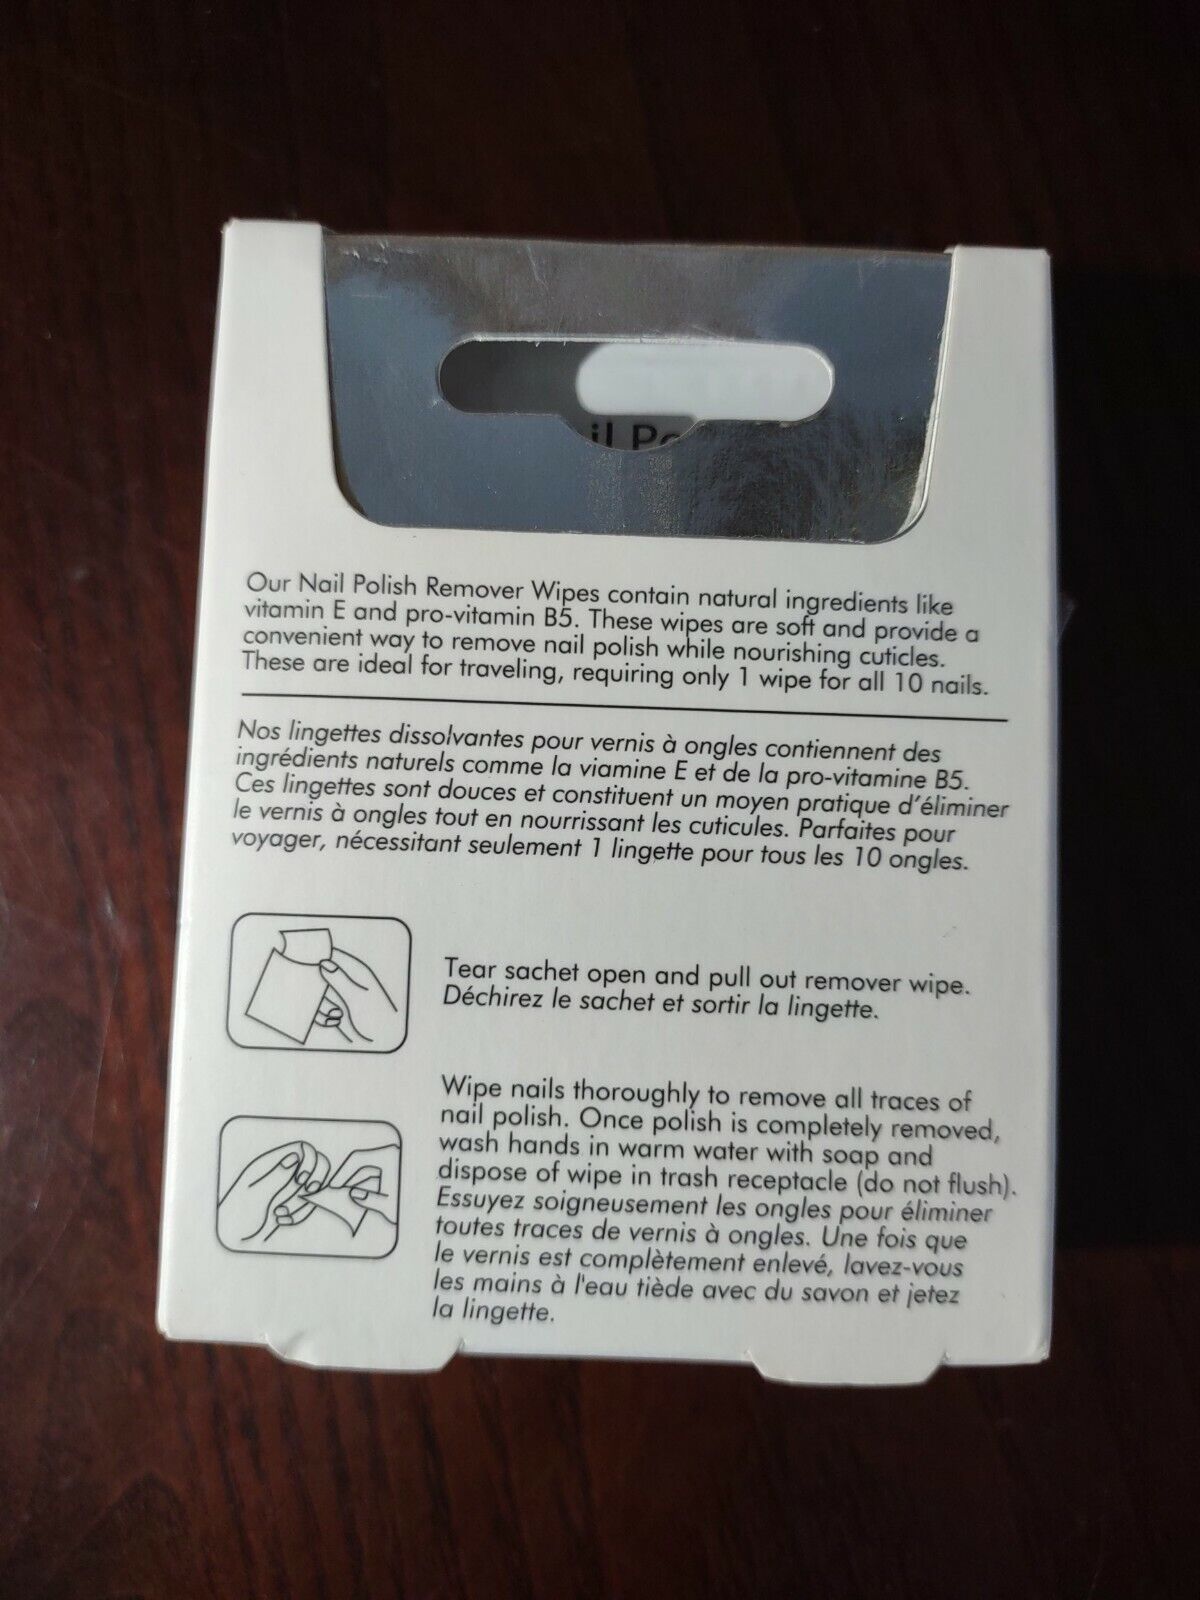 il Po
Our Nail Polish Remover Wipes contain natural ingredients like
vitamin E and pro-vitamin B5. These wipes are soft and provide a
convenient way to remove nail polish while nourishing cuticles.
These are ideal for traveling, requiring only 1 wipe for all 10 nails.
Nos lingettes dissolvantes pour vernis à ongles contiennent des
ingrédients naturels comme la viamine E et de la pro-vitamine B5.
Ces lingettes sont douces et constituent un moyen pratique d'éliminer
le vernis à ongles tout en nourrissant les cuticules. Parfaites pour
voyager, nécessitant seulement 1 lingette pour tous les 10 ongles.
Tear sachet open and pull out remover wipe.
Déchirez le sachet et sortir la lingette.
Wipe nails thoroughly to remove all traces of
nail polish. Once polish is completely removed,
wash hands in warm water with soap and
dispose of wipe in trash receptacle (do not flush).
Essuyez soigneusement les ongles pour éliminer
toutes traces de vernis à ongles. Une fois que
le vernis est complètement enlevé, lavez-vous
les mains à l'eau tiède avec du savon et jetez
la lingette.